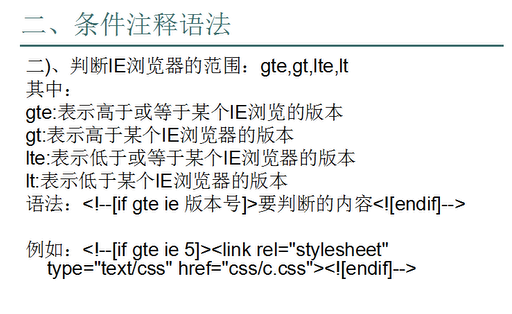 二、条件注释语法
二)、判断IE浏览器的范围：gte,gt,lte,lt
其中：
gte:表示高于或等于某个IE浏览的版本
gt:表示高于某个IE浏览器的版本
lte:表示低于或等于某个IE浏览器的版本
lt:表示低于某个IE浏览器的版本
语法：<!--[if gte ie 版本号]>要判断的内容<![endif]-->
例如：<!--[if gte ie 5]><link rel="stylesheet"
type="text/css" href="css/c.css"><![endif]-->